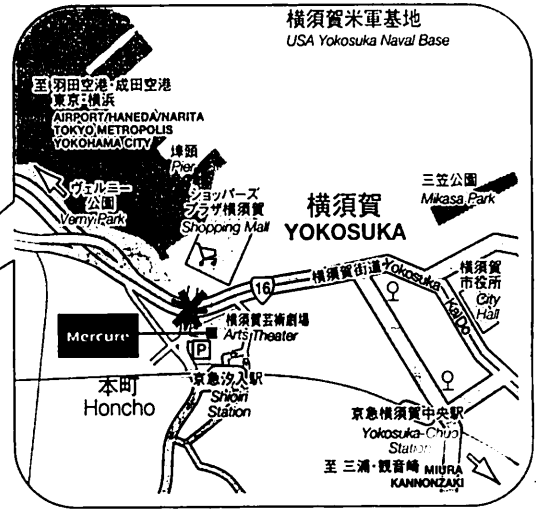 横須賀米軍基地
USA Yokosuka Naval Base
至 羽田空港・成田空港
東京・横浜
AIRPORT/HANEDA/NARITA
TOKYO METROPOLIS
YOKOHAMA CITY
埠頭
Pier
ヴェルニー
公園
Verny Park
ショッパーズ
プラザ横須賀
Shopping Mall
横須賀
YOKOSUKA
三笠公園
Mikasa Park
16
横須賀街道 Yokosuka Kaido
横須賀
市役所
City
Hall
Mercure
横須賀芸術劇場
Arts Theater
P
本町
Honcho
京急汐入駅
Shioiri
Station
京急横須賀中央駅
Yokosuka-Chuo
Station
至 三浦・観音崎 MIURA
KANNONZAKI